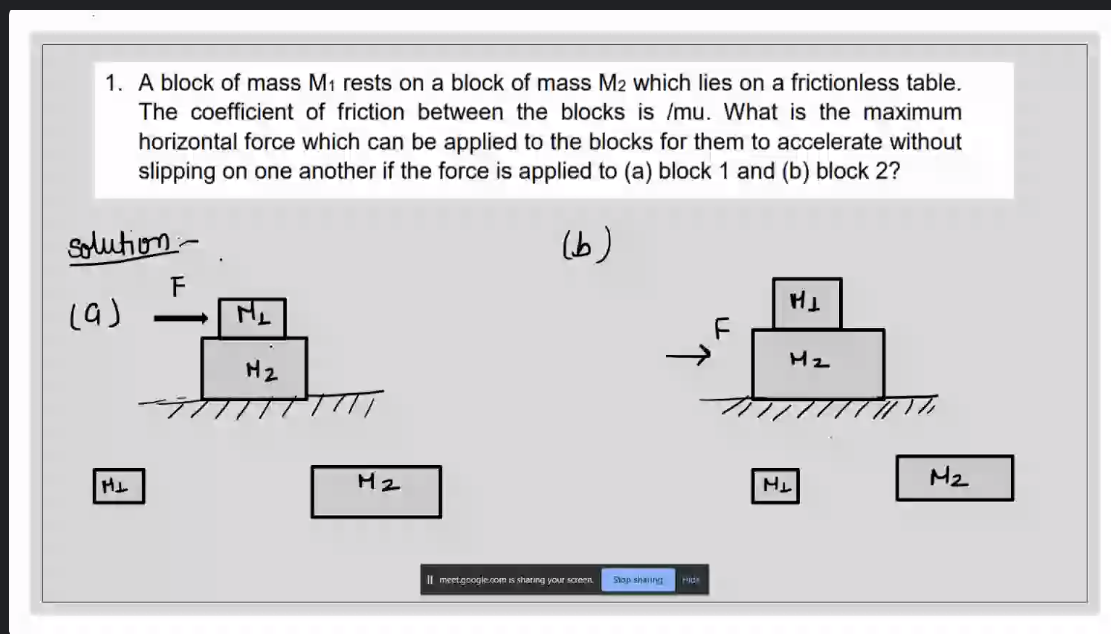 1. A block of mass M1 rests on a block of mass M2 which lies on a frictionless table.
The coefficient of friction between the blocks is /mu. What is the maximum
horizontal force which can be applied to the blocks for them to accelerate without
slipping on one another if the force is applied to (a) block 1 and (b) block 2?
solution :-
(a) F
M1
M2
(b)
F
M1
M2
M1
M2
M1
M2
meet.google.com is sharing your screen. Stop sharing Hide